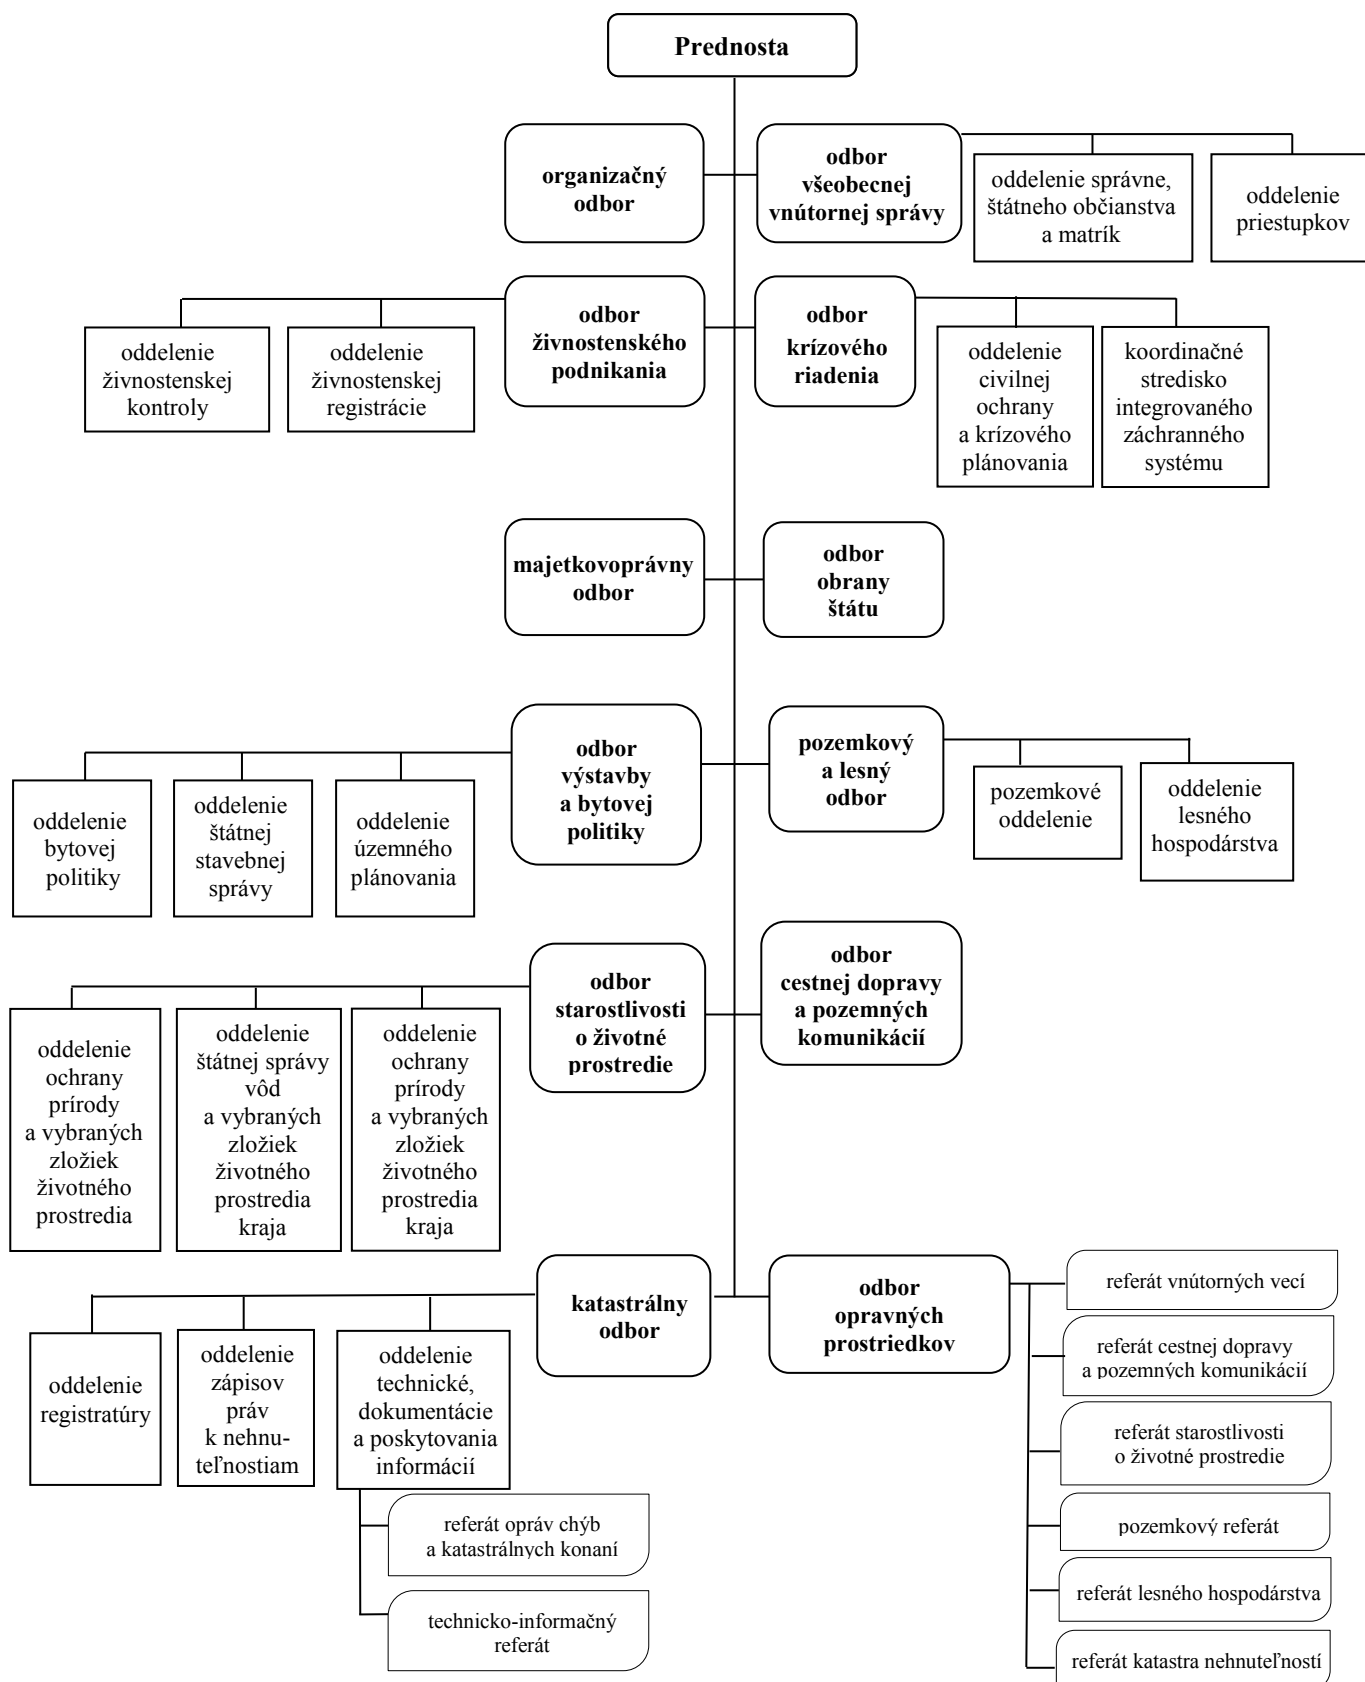 Prednosta
organizačný
odbor
odbor
všeobecnej
vnútornej správy
oddelenie správne,
štátneho občianstva
a matrík
oddelenie
priestupkov
oddelenie
živnostenskej
kontroly
oddelenie
živnostenskej
registrácie
odbor
živnostenského
podnikania
odbor
krízového
riadenia
oddelenie
civilnej
ochrany
a krízového
plánovania
koordinačné
stredisko
integrovaného
záchranného
systému
majetkovoprávny
odbor
odbor
obrany
štátu
oddelenie
bytovej
politiky
oddelenie
štátnej
stavebnej
správy
oddelenie
územného
plánovania
odbor
výstavby
a bytovej
politiky
pozemkový
a lesný
odbor
pozemkové
oddelenie
oddelenie
lesného
hospodárstva
oddelenie
ochrany
prírody
a vybraných
zložiek
životného
prostredia
oddelenie
štátnej správy
vôd
a vybraných
zložiek
životného
prostredia
kraja
oddelenie
ochrany
prírody
a vybraných
zložiek
životného
prostredia
kraja
odbor
starostlivosti
o životné
prostredie
odbor
cestnej dopravy
a pozemných
komunikácií
oddelenie
registratúry
oddelenie
zápisov
práv
k nehnu-
teľnostiam
oddelenie
technické,
dokumentácie
a poskytovania
informácií
referát opráv chýb
a katastrálnych konaní
technicko-informačný
referát
katastrálny
odbor
odbor
opravných
prostriedkov
referát vnútorných vecí
referát cestnej dopravy
a pozemných komunikácií
referát starostlivosti
o životné prostredie
pozemkový referát
referát lesného hospodárstva
referát katastra nehnuteľností